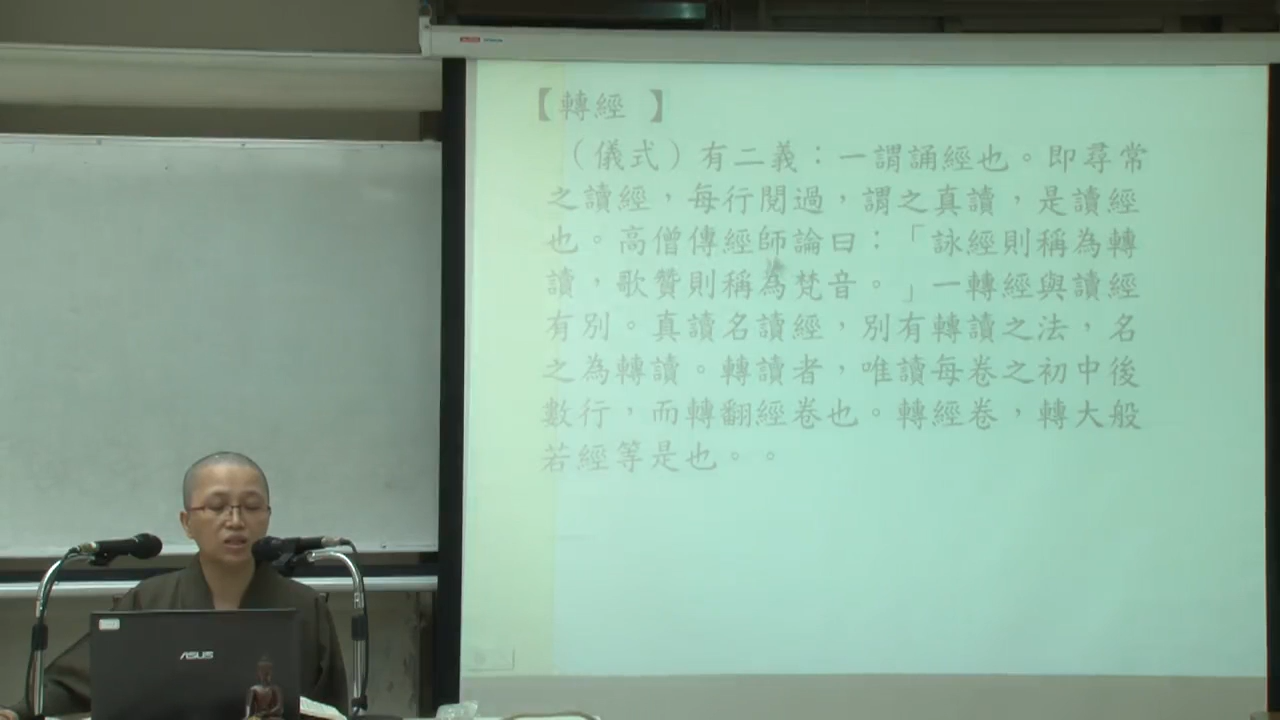 【轉經 】
（儀式）有二義：一謂誦經也。即尋常
之讀經，每行閱過，謂之真讀，是讀經
也。高僧傳經師論曰：「詠經則稱為轉
讀，歌贊則稱為梵音。」一轉經與讀經
有別。真讀名讀經，別有轉讀之法，名
之為轉讀。轉讀者，唯讀每卷之初中後
數行，而轉翻經卷也。轉經卷，轉大般
若經等是也。。
ASUS